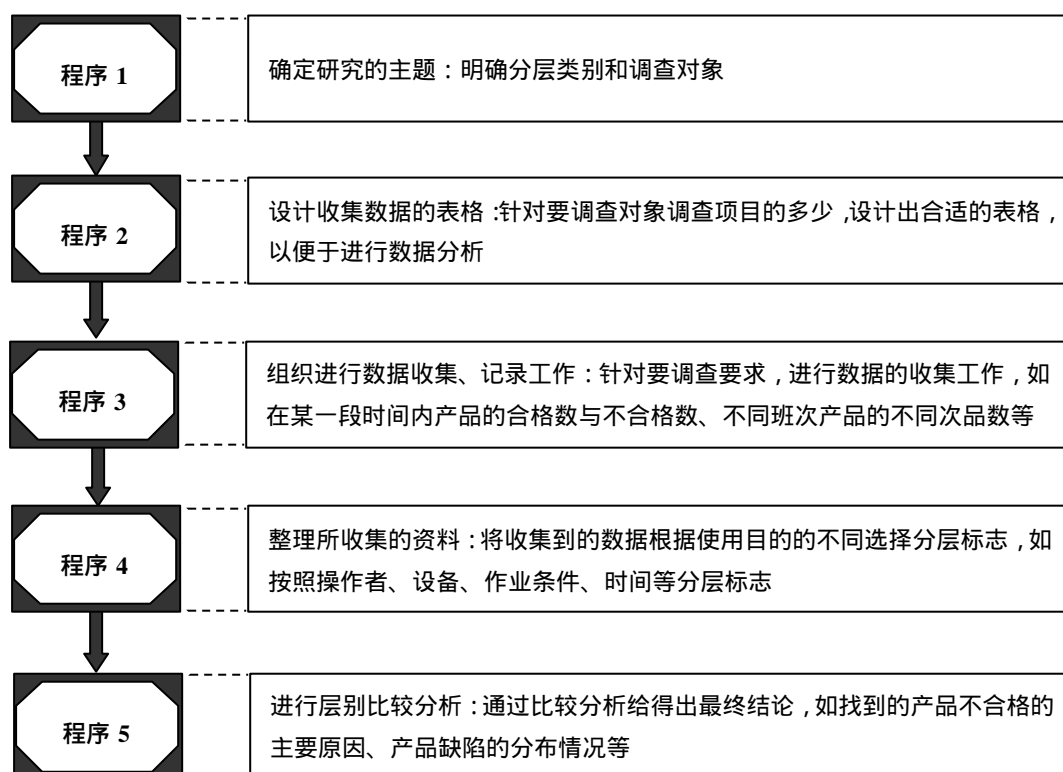 程序 1
确定研究的主题：明确分层类别和调查对象
程序 2
设计收集数据的表格：针对要调查对象调查项目的多少，设计出合适的表格，
以便于进行数据分析
程序 3
组织进行数据收集、记录工作：针对要调查要求，进行数据的收集工作，如
在某一段时间内产品的合格数与不合格数、不同班次产品的不同次品数等
程序 4
整理所收集的资料：将收集到的数据根据使用目的的不同选择分层标志，如
按照操作者、设备、作业条件、时间等分层标志
程序 5
进行层别比较分析：通过比较分析给得出最终结论，如找到的产品不合格的
主要原因、产品缺陷的分布情况等